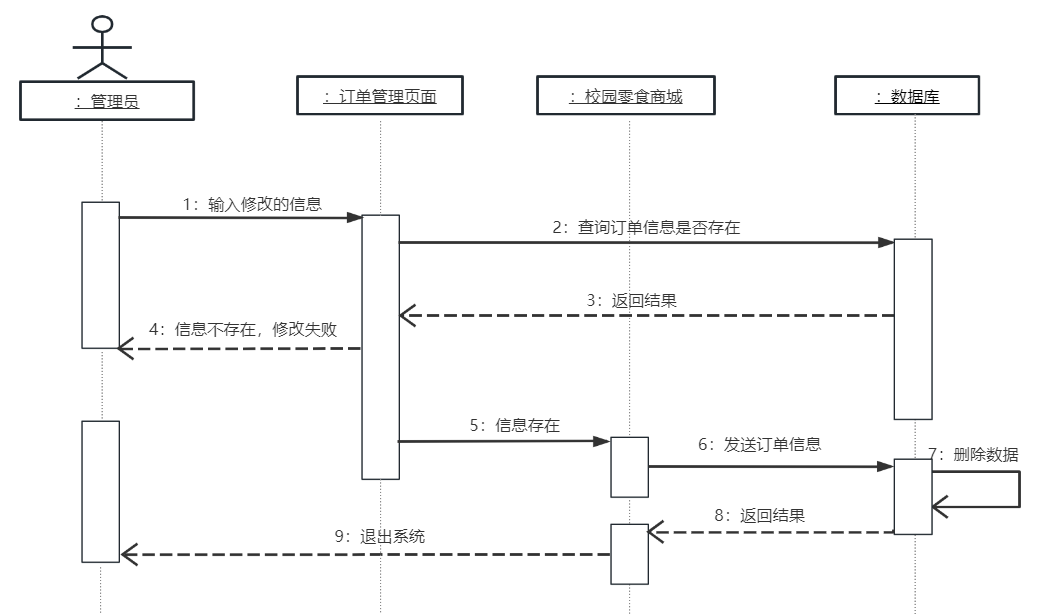 ：管理员
：订单管理页面
：校园零食商城
：数据库
1：输入修改的信息
2：查询订单信息是否存在
3：返回结果
4：信息不存在，修改失败
5：信息存在
6：发送订单信息
7：删除数据
8：返回结果
9：退出系统